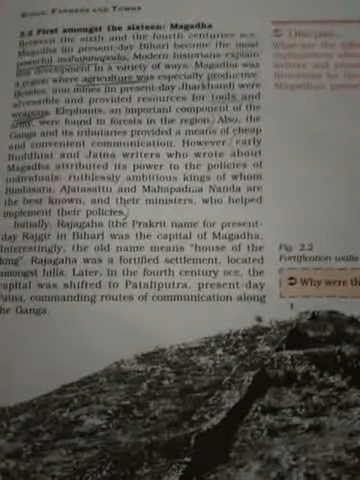 KINGS, FARMERS AND TOWNS
2.2 First amongst the sixteen: Magadha
Between the sixth and the fourth centuries BCE,
Magadha (in present-day Bihar) became the most
powerful mahajanapada. Modern historians explain
this development in a variety of ways: Magadha was
a region where agriculture was especially productive.
Besides, iron mines (in present-day Jharkhand) were
accessible and provided resources for tools and
weapons. Elephants, an important component of the
army, were found in forests in the region. Also, the
Ganga and its tributaries provided a means of cheap
and convenient communication. However, early
Buddhist and Jaina writers who wrote about
Magadha attributed its power to the policies of
individuals: ruthlessly ambitious kings of whom
Bimbisara, Ajatasattu and Mahapadma Nanda are
the best known, and their ministers, who helped
implement their policies.
Initially, Rajagaha (the Prakrit name for present-
day Rajgir in Bihar) was the capital of Magadha.
Interestingly, the old name means "house of the
king". Rajagaha was a fortified settlement, located
amongst hills. Later, in the fourth century BCE, the
capital was shifted to Pataliputra, present-day
Patna, commanding routes of communication along
the Ganga.
What are the
Magadhan power
Fig. 2.2
Fortification walls
Why were th